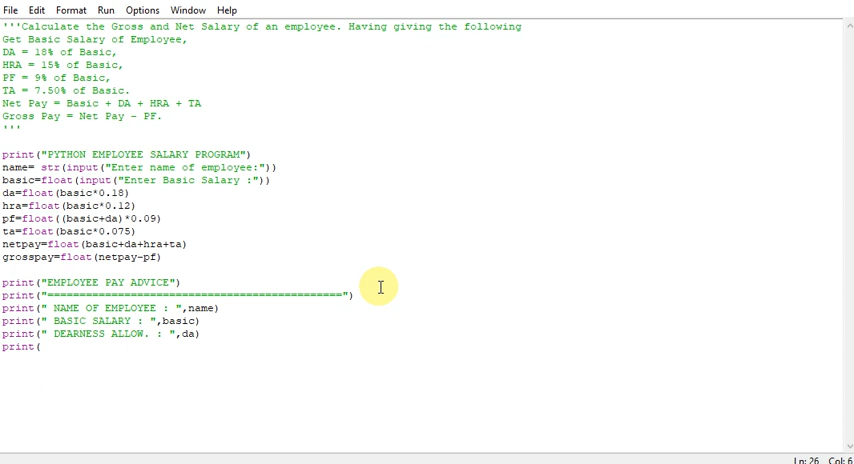 File Edit Format Run Options Window Help
'''Calculate the Gross and Net Salary of an employee. Having giving the following
Get Basic Salary of Employee,
DA = 18% of Basic,
HRA = 15% of Basic,
PF = 9% of Basic,
TA = 7.50% of Basic.
Net Pay = Basic + DA + HRA + TA
Gross Pay = Net Pay - PF.
'''
print("PYTHON EMPLOYEE SALARY PROGRAM")
name= str(input("Enter name of employee:"))
basic=float(input("Enter Basic Salary :"))
da=float(basic*0.18)
hra=float(basic*0.12)
pf=float((basic+da)*0.09)
ta=float(basic*0.075)
netpay=float(basic+da+hra+ta)
grosspay=float(netpay-pf)
print("EMPLOYEE PAY ADVICE")
print("==============================================")
print(" NAME OF EMPLOYEE : ",name)
print(" BASIC SALARY : ",basic)
print(" DEARNESS ALLOW. : ",da)
print(
Ln: 26 Col: 6